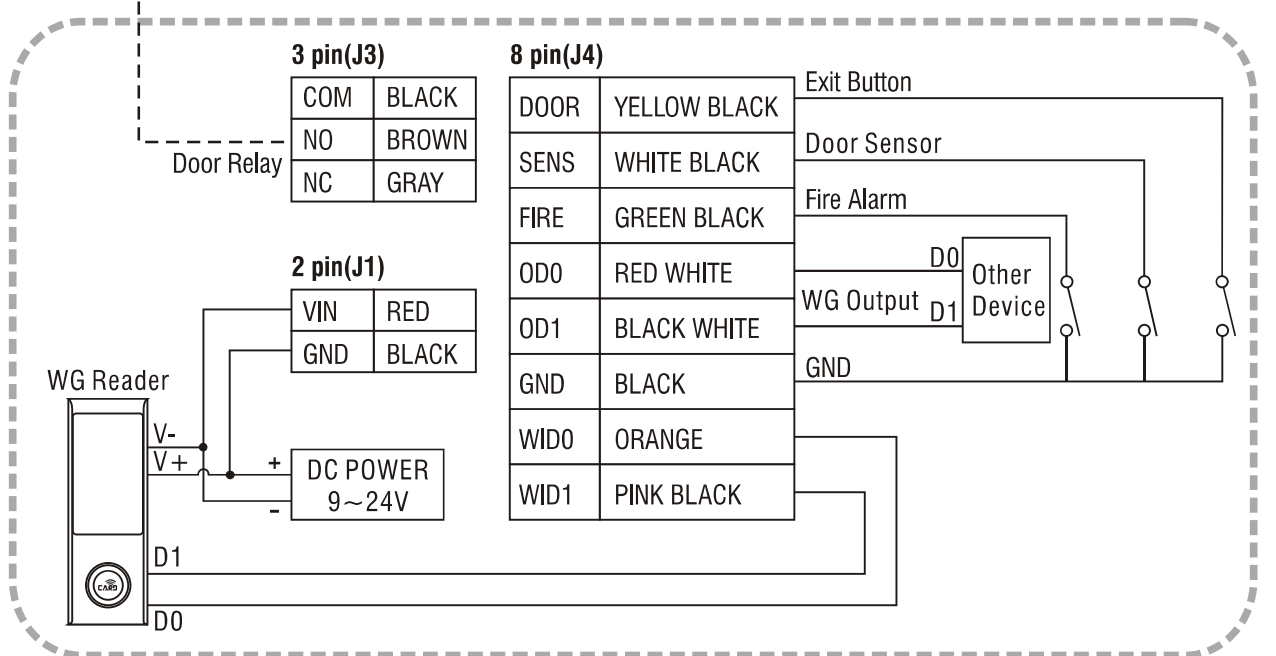 3 pin(J3)
COM BLACK
NO BROWN
NC GRAY
Door Relay
2 pin(J1)
VIN RED
GND BLACK
WG Reader
V-
V+
+
-
DC POWER
9~24V
D1
D0
CARD
8 pin(J4)
DOOR YELLOW BLACK
SENS WHITE BLACK
FIRE GREEN BLACK
OD0 RED WHITE
OD1 BLACK WHITE
GND BLACK
WID0 ORANGE
WID1 PINK BLACK
Exit Button
Door Sensor
Fire Alarm
D0
WG Output D1
Other
Device
GND